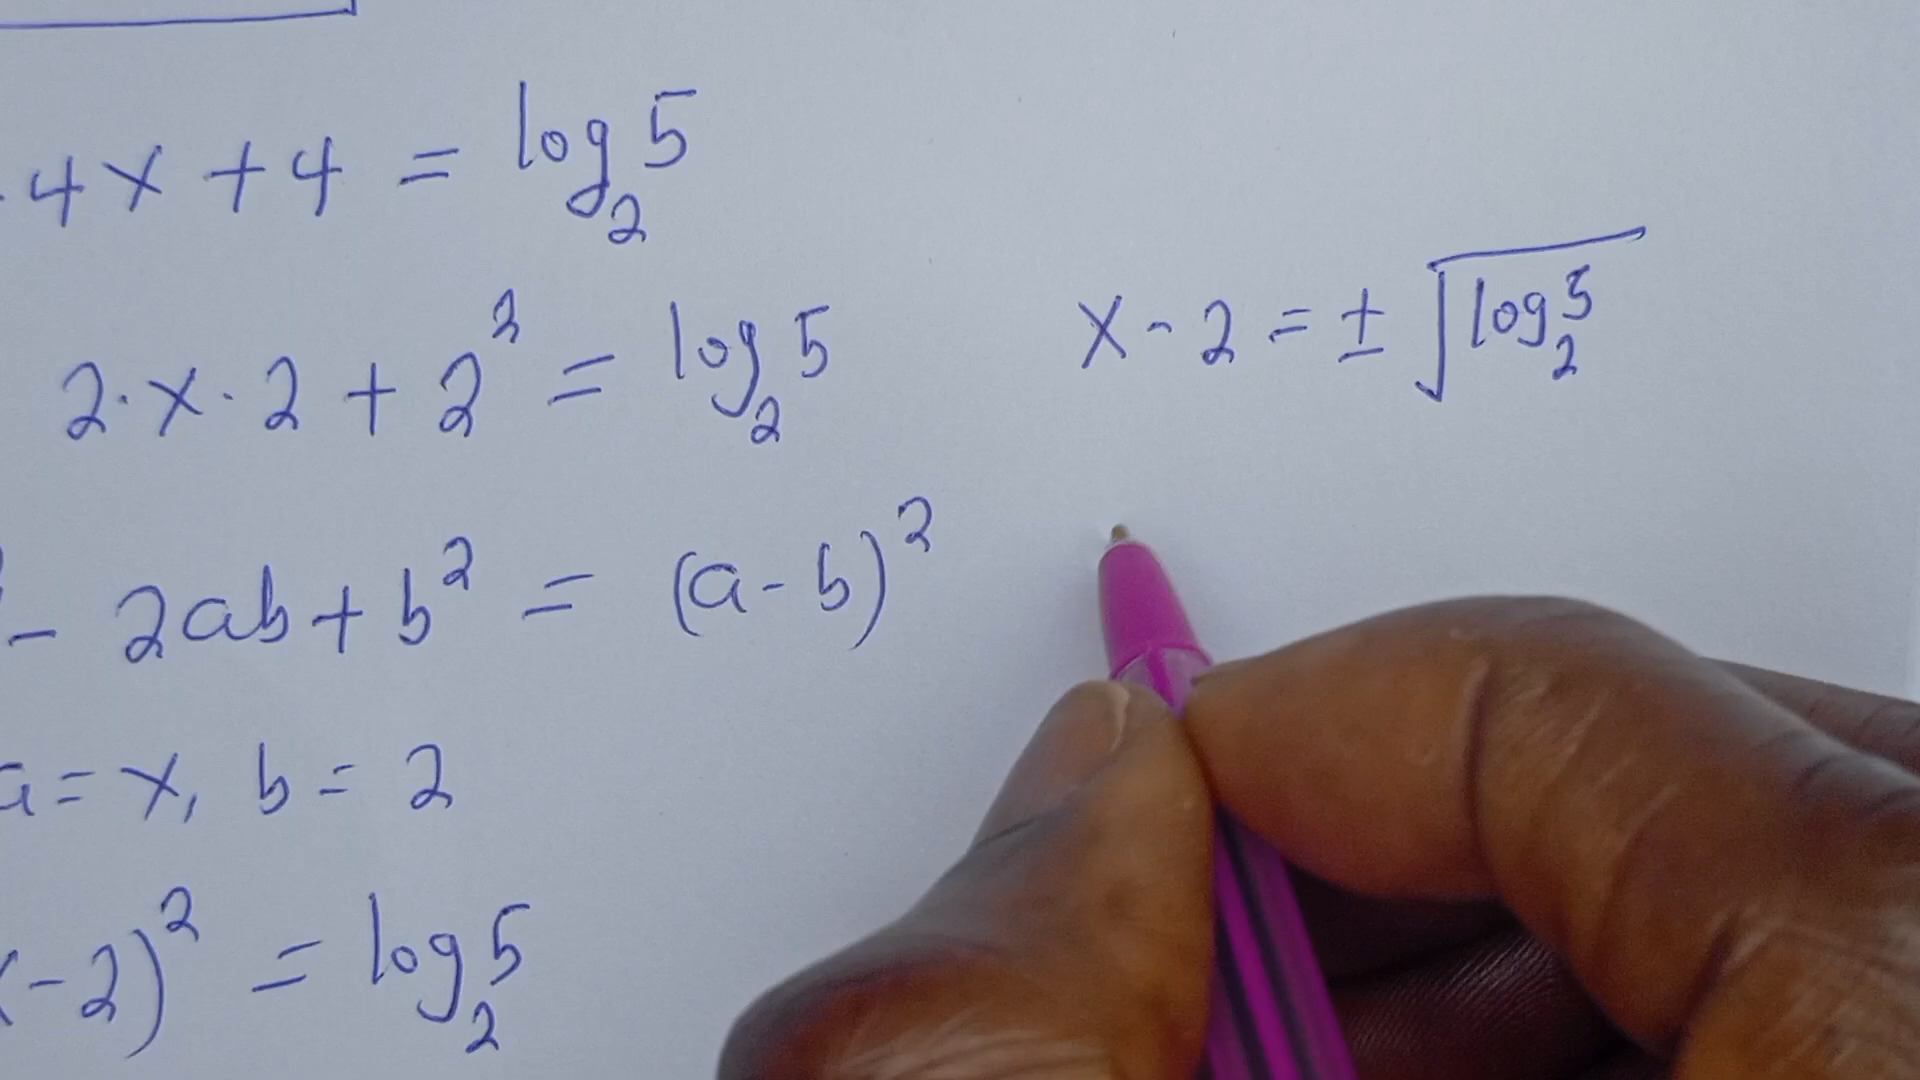 4x + 4 = log₂5
2·x·2 + 2² = log₂5
- 2ab + b² = (a - b)²
a = x, b = 2
-2)² = log₂5
x - 2 = ± √log₂5